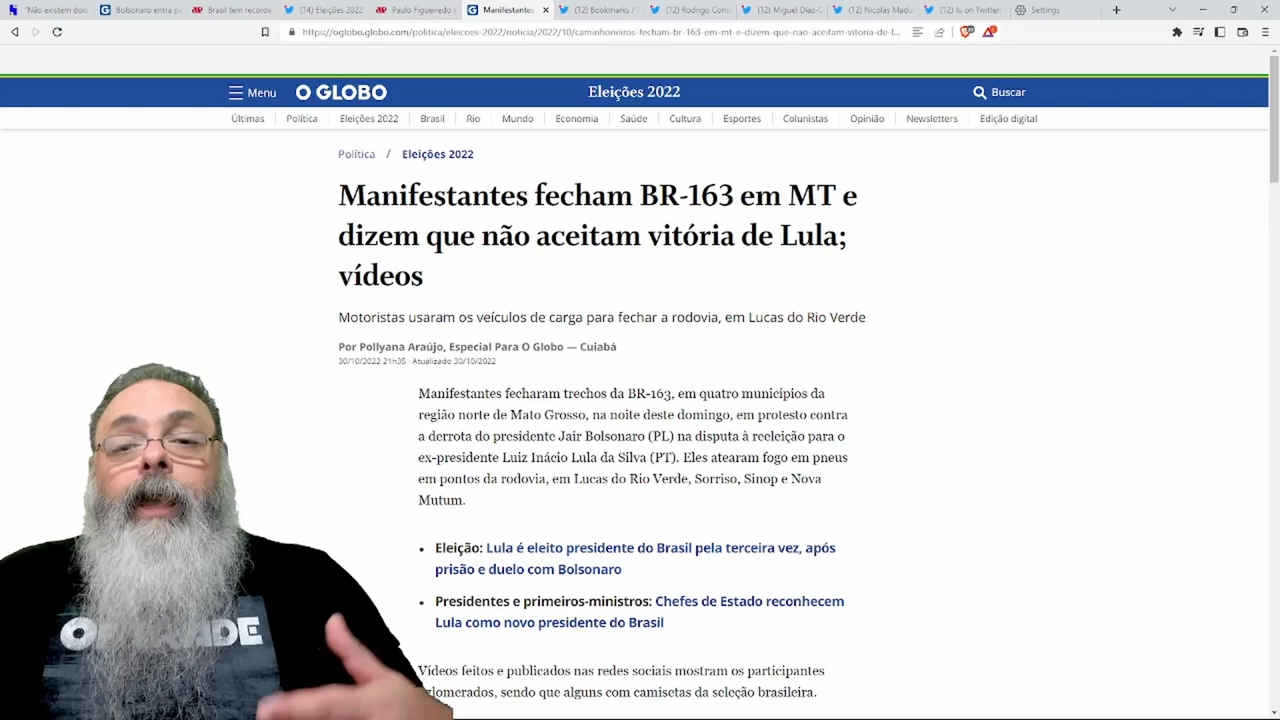 "Não existem dois
Bolsonaro entra pa
Brasil tem recorde
(14) Eleições 2022
Paulo Figueredo c
Manifestantes
(12) Bookmarks /
(12) Rodrigo Cons
(12) Miguel Díaz-C
(12) Nicolás Madu
(12) lu on Twitter
Settings
https://oglobo.globo.com/politica/eleicoes-2022/noticia/2022/10/caminhoneiros-fecham-br-163-em-mt-e-dizem-que-nao-aceitam-vitoria-de-l...
Menu O GLOBO Eleições 2022 Buscar
Últimas Política Eleições 2022 Brasil Rio Mundo Economia Saúde Cultura Esportes Colunistas Opinião Newsletters Edição digital
Política / Eleições 2022
Manifestantes fecham BR-163 em MT e
dizem que não aceitam vitória de Lula;
vídeos
Motoristas usaram os veículos de carga para fechar a rodovia, em Lucas do Rio Verde
Por Pollyana Araújo, Especial Para O Globo — Cuiabá
30/10/2022 21h35 · Atualizado 30/10/2022
Manifestantes fecharam trechos da BR-163, em quatro municípios da
região norte de Mato Grosso, na noite deste domingo, em protesto contra
a derrota do presidente Jair Bolsonaro (PL) na disputa à reeleição para o
ex-presidente Luiz Inácio Lula da Silva (PT). Eles atearam fogo em pneus
em pontos da rodovia, em Lucas do Rio Verde, Sorriso, Sinop e Nova
Mutum.
• Eleição: Lula é eleito presidente do Brasil pela terceira vez, após
prisão e duelo com Bolsonaro
• Presidentes e primeiros-ministros: Chefes de Estado reconhecem
Lula como novo presidente do Brasil
Vídeos feitos e publicados nas redes sociais mostram os participantes
glomerados, sendo que alguns com camisetas da seleção brasileira.